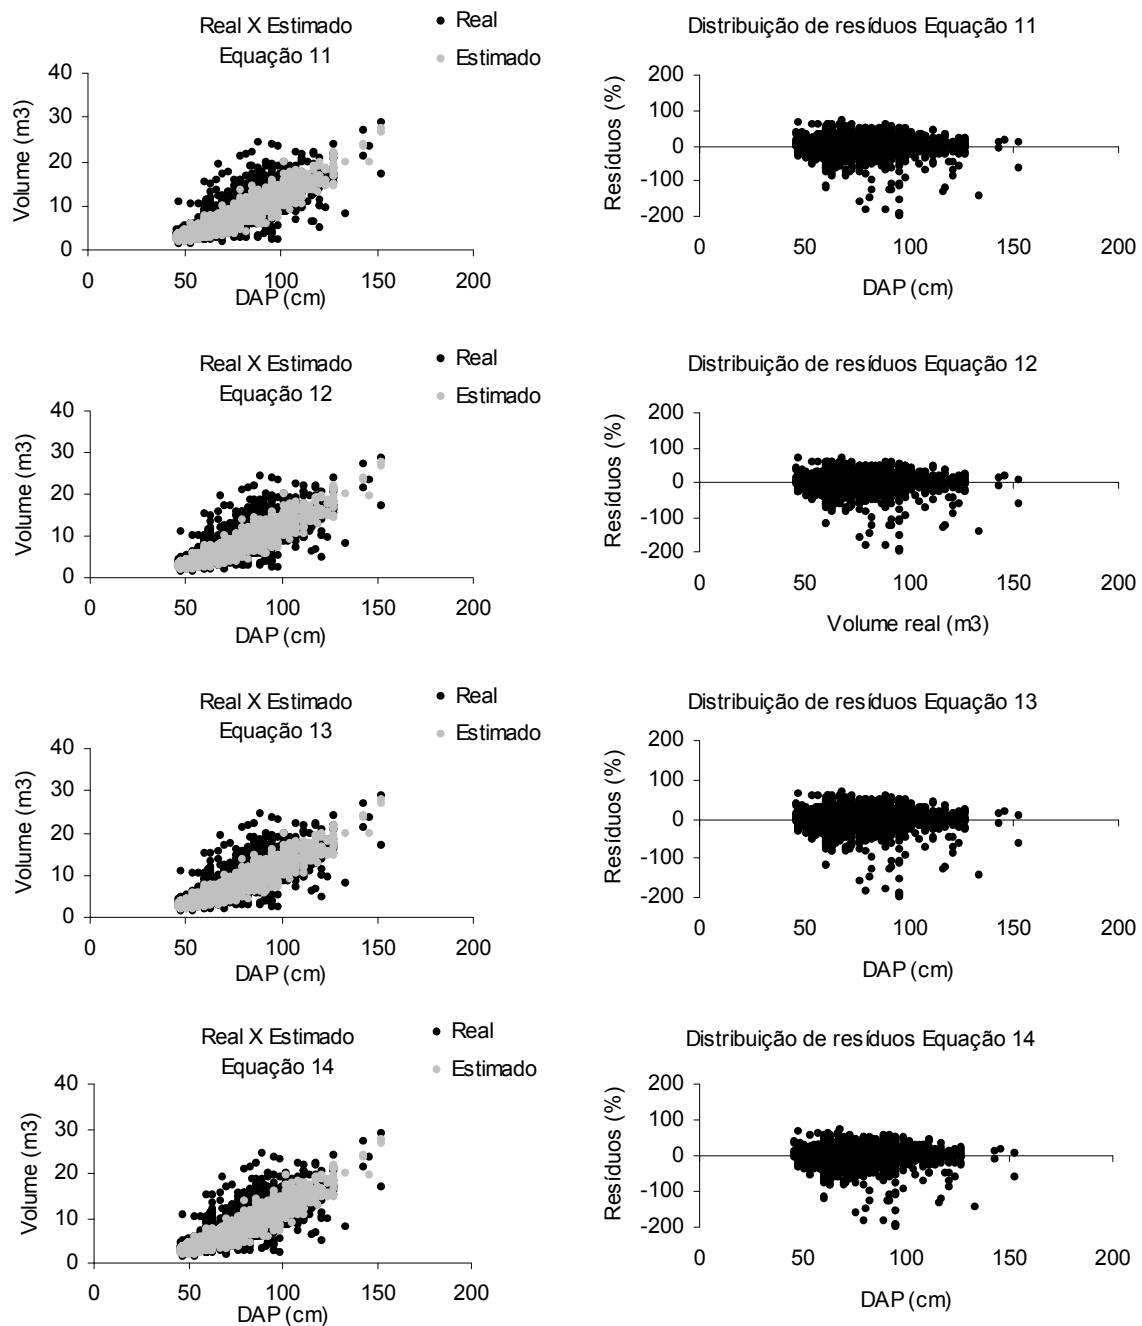 Real X Estimado
Equação 11
Real
Estimado
Volume (m3)
40
30
20
10
0
0 50 100 150 200
DAP (cm)
Distribuição de resíduos Equação 11
Resíduos (%)
200
100
0
-100
-200
0 50 100 150 200
DAP (cm)
Real X Estimado
Equação 12
Real
Estimado
Volume (m3)
40
30
20
10
0
0 50 100 150 200
DAP (cm)
Distribuição de resíduos Equação 12
Resíduos (%)
200
100
0
-100
-200
0 50 100 150 200
Volume real (m3)
Real X Estimado
Equação 13
Real
Estimado
Volume (m3)
40
30
20
10
0
0 50 100 150 200
DAP (cm)
Distribuição de resíduos Equação 13
Resíduos (%)
200
100
0
-100
-200
0 50 100 150 200
DAP (cm)
Real X Estimado
Equação 14
Real
Estimado
Volume (m3)
40
30
20
10
0
0 50 100 150 200
DAP (cm)
Distribuição de resíduos Equação 14
Resíduos (%)
200
100
0
-100
-200
0 50 100 150 200
DAP (cm)